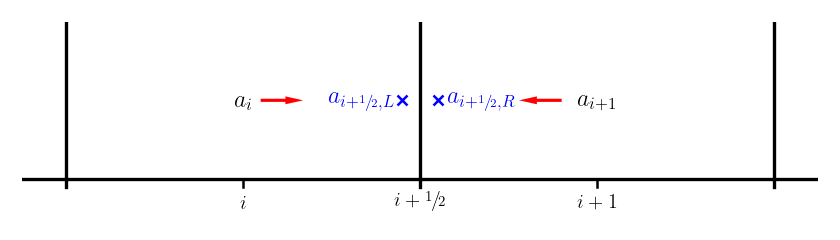 a_i a_{i+1/2,L} a_{i+1/2,R} a_{i+1}
i i + 1/2 i + 1